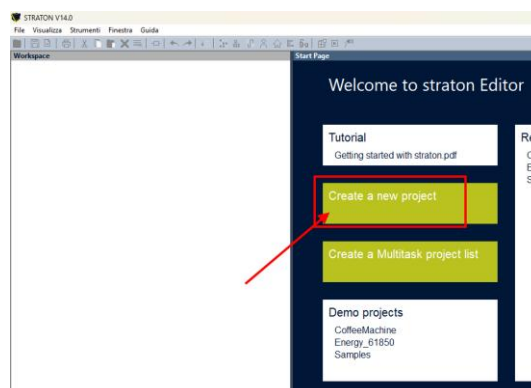 STRATON V14.0
File Visualizza Strumenti Finestra Guida
Workspace
Start Page
Welcome to straton Editor
Tutorial
Getting started with straton.pdf
Create a new project
Create a Multitask project list
Demo projects
CoffeeMachine
Energy_61850
Samples